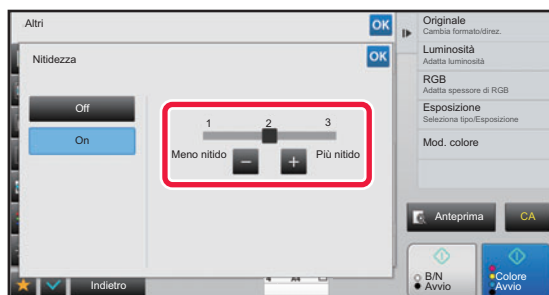 Altri
OK
Nitidezza
OK
Off
On
1 2 3
Meno nitido
Più nitido
Indietro
A4
Originale
Cambia formato/direz.
Luminosità
Adatta luminosità
RGB
Adatta spessore di RGB
Esposizione
Seleziona tipo/Esposizione
Mod. colore
Anteprima
CA
B/N
Avvio
Colore
Avvio